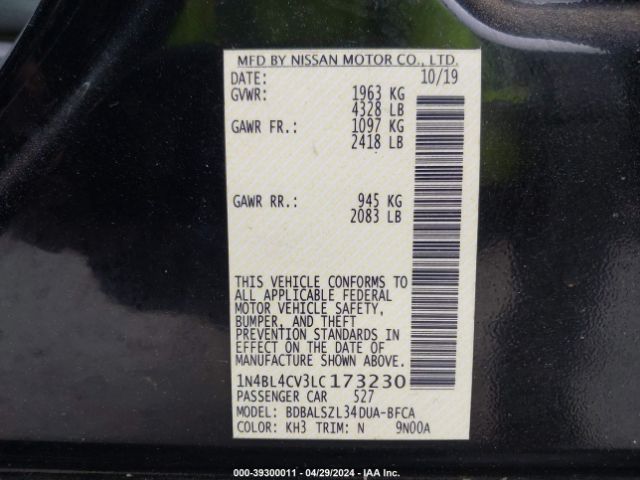 MFD BY NISSAN MOTOR CO., LTD.
DATE: 10/19
GVWR: 1963 KG
4328 LB
GAWR FR.: 1097 KG
2418 LB
GAWR RR.: 945 KG
2083 LB
THIS VEHICLE CONFORMS TO
ALL APPLICABLE FEDERAL
MOTOR VEHICLE SAFETY,
BUMPER, AND THEFT
PREVENTION STANDARDS IN
EFFECT ON THE DATE OF
MANUFACTURE SHOWN ABOVE.
1N4BL4CV3LC173230
PASSENGER CAR 527
MODEL: BDBALSZL34DUA-BFCA
COLOR: KH3 TRIM: N 9N00A
000-39300011 - 04/29/2024 - IAA Inc.